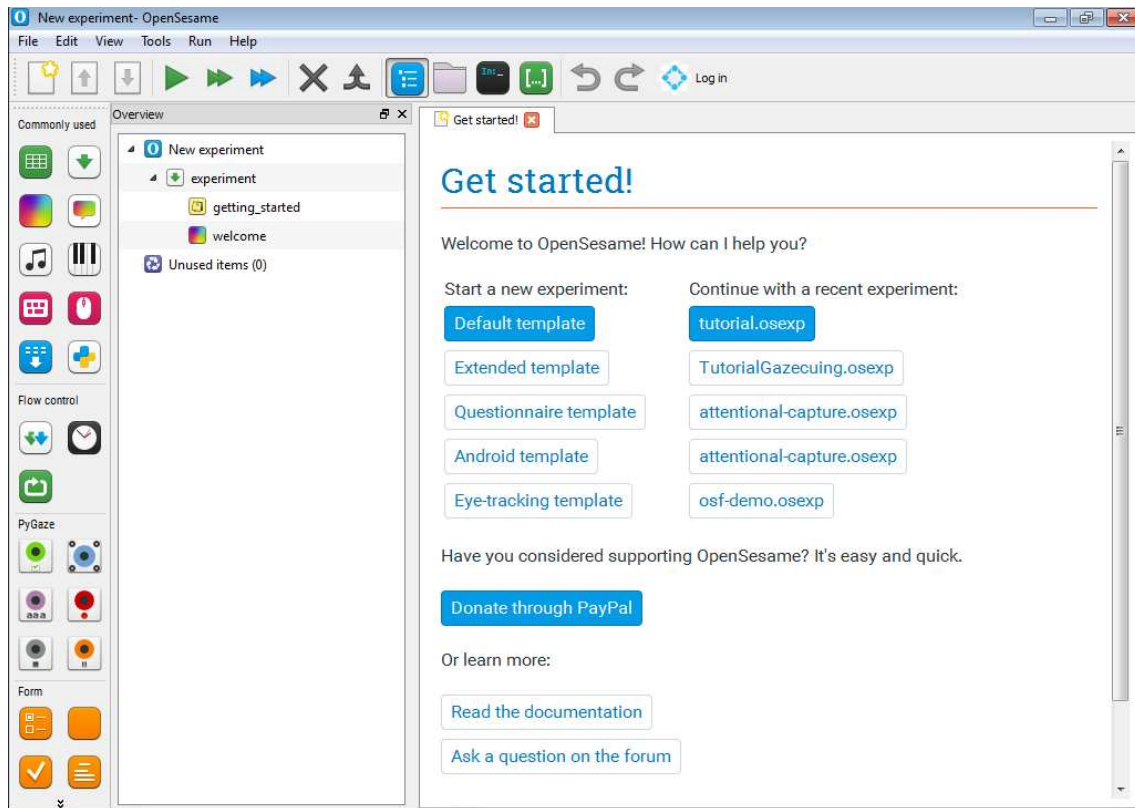 New experiment- OpenSesame
File Edit View Tools Run Help
In:_
[...]
Log in
Commonly used
Overview
Get started!
New experiment
experiment
getting_started
welcome
Unused items (0)
Flow control
PyGaze
aaa
Form
Get started!
Welcome to OpenSesame! How can I help you?
Start a new experiment: Continue with a recent experiment:
Default template tutorial.osexp
Extended template TutorialGazecuing.osexp
Questionnaire template attentional-capture.osexp
Android template attentional-capture.osexp
Eye-tracking template osf-demo.osexp
Have you considered supporting OpenSesame? It's easy and quick.
Donate through PayPal
Or learn more:
Read the documentation
Ask a question on the forum